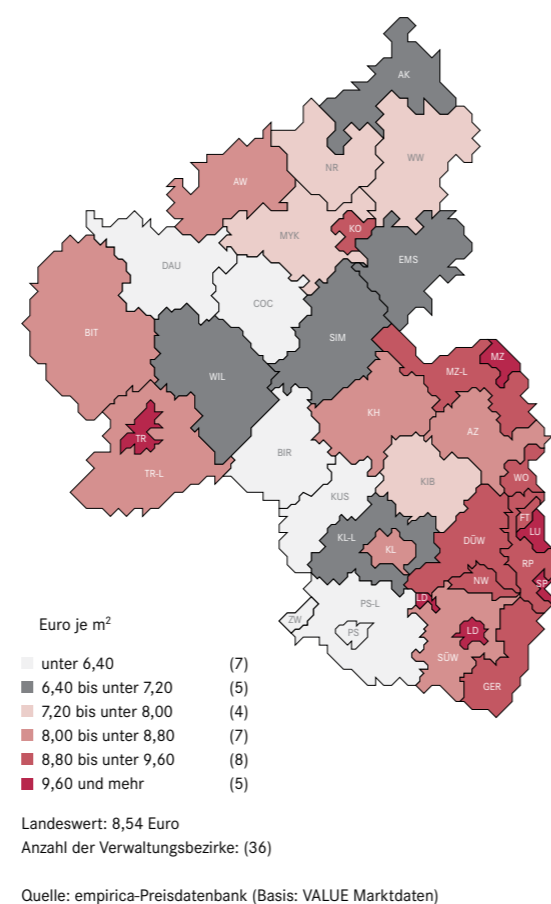 AK
NR
WW
AW
KO
MYK
EMS
DAU
COC
BIT
SIM
WIL
MZ
MZ-L
KH
AZ
TR
BIR
TR-L
WO
KIB
KUS
FT
LU
KL-L
KL
DÜW
RP
NW
SP
LD
PS-L
ZW
PS
LD
SÜW
GER
Euro je m²
unter 6,40 (7)
6,40 bis unter 7,20 (5)
7,20 bis unter 8,00 (4)
8,00 bis unter 8,80 (7)
8,80 bis unter 9,60 (8)
9,60 und mehr (5)
Landeswert: 8,54 Euro
Anzahl der Verwaltungsbezirke: (36)
Quelle: empirica-Preisdatenbank (Basis: VALUE Marktdaten)